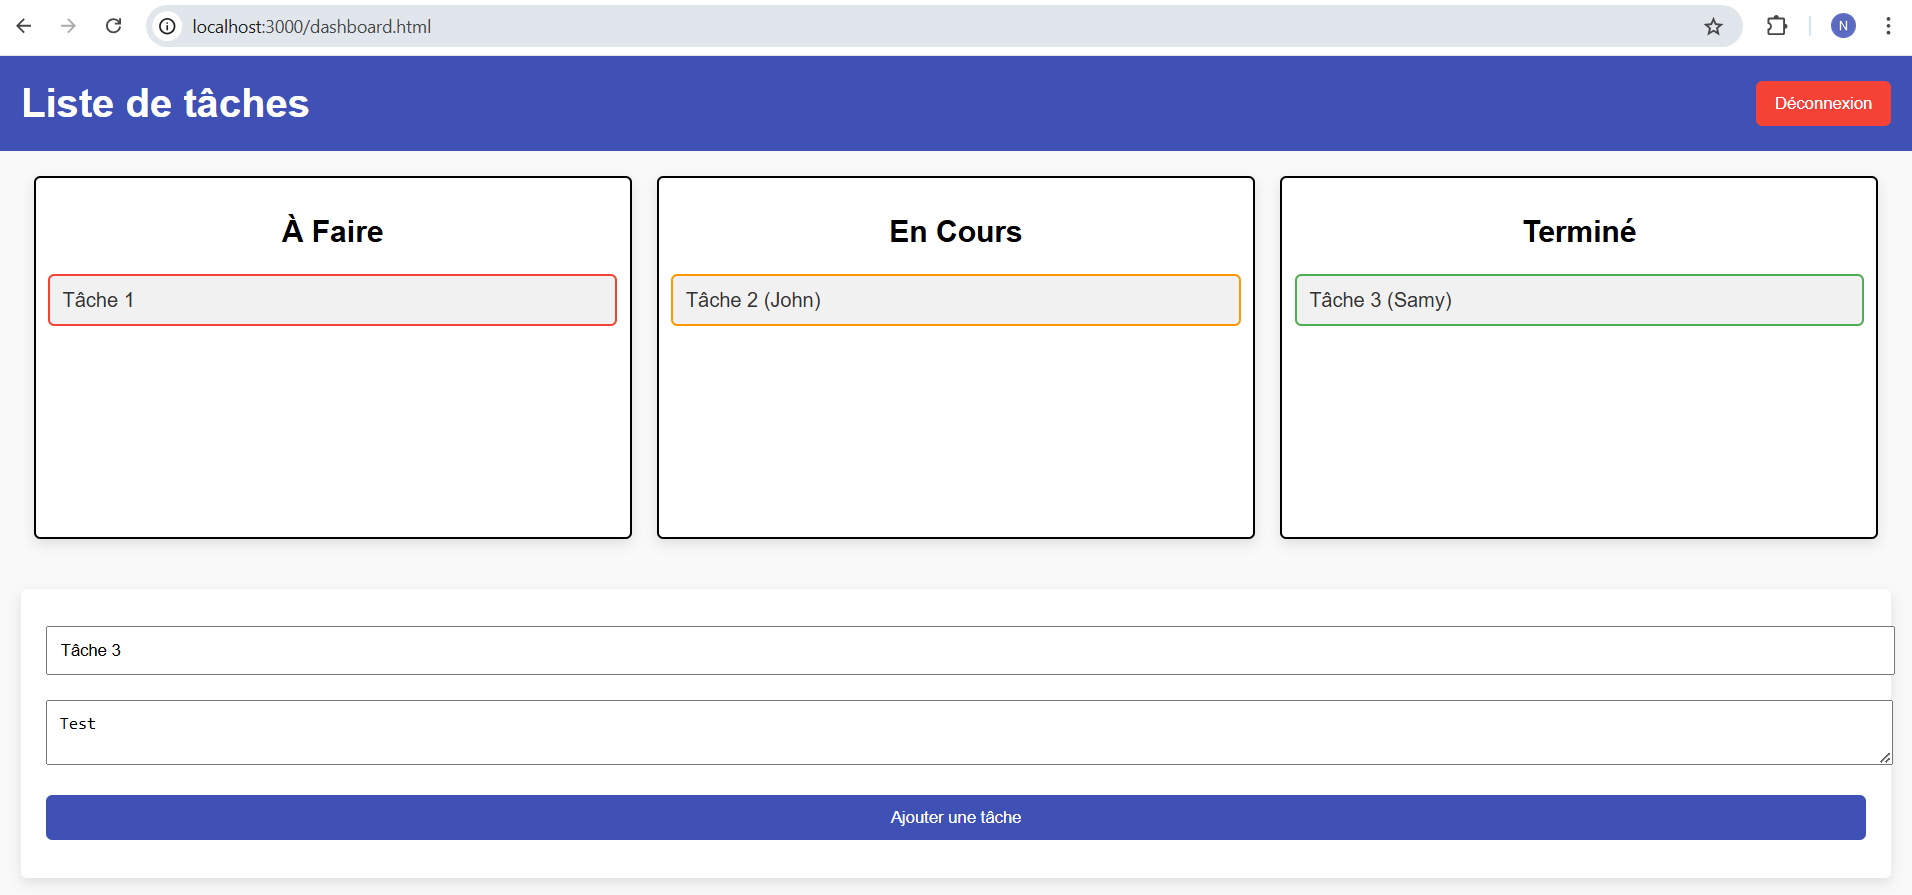 localhost:3000/dashboard.html
N
Liste de tâches
Déconnexion
À Faire
Tâche 1
En Cours
Tâche 2 (John)
Terminé
Tâche 3 (Samy)
Tâche 3
Test
Ajouter une tâche